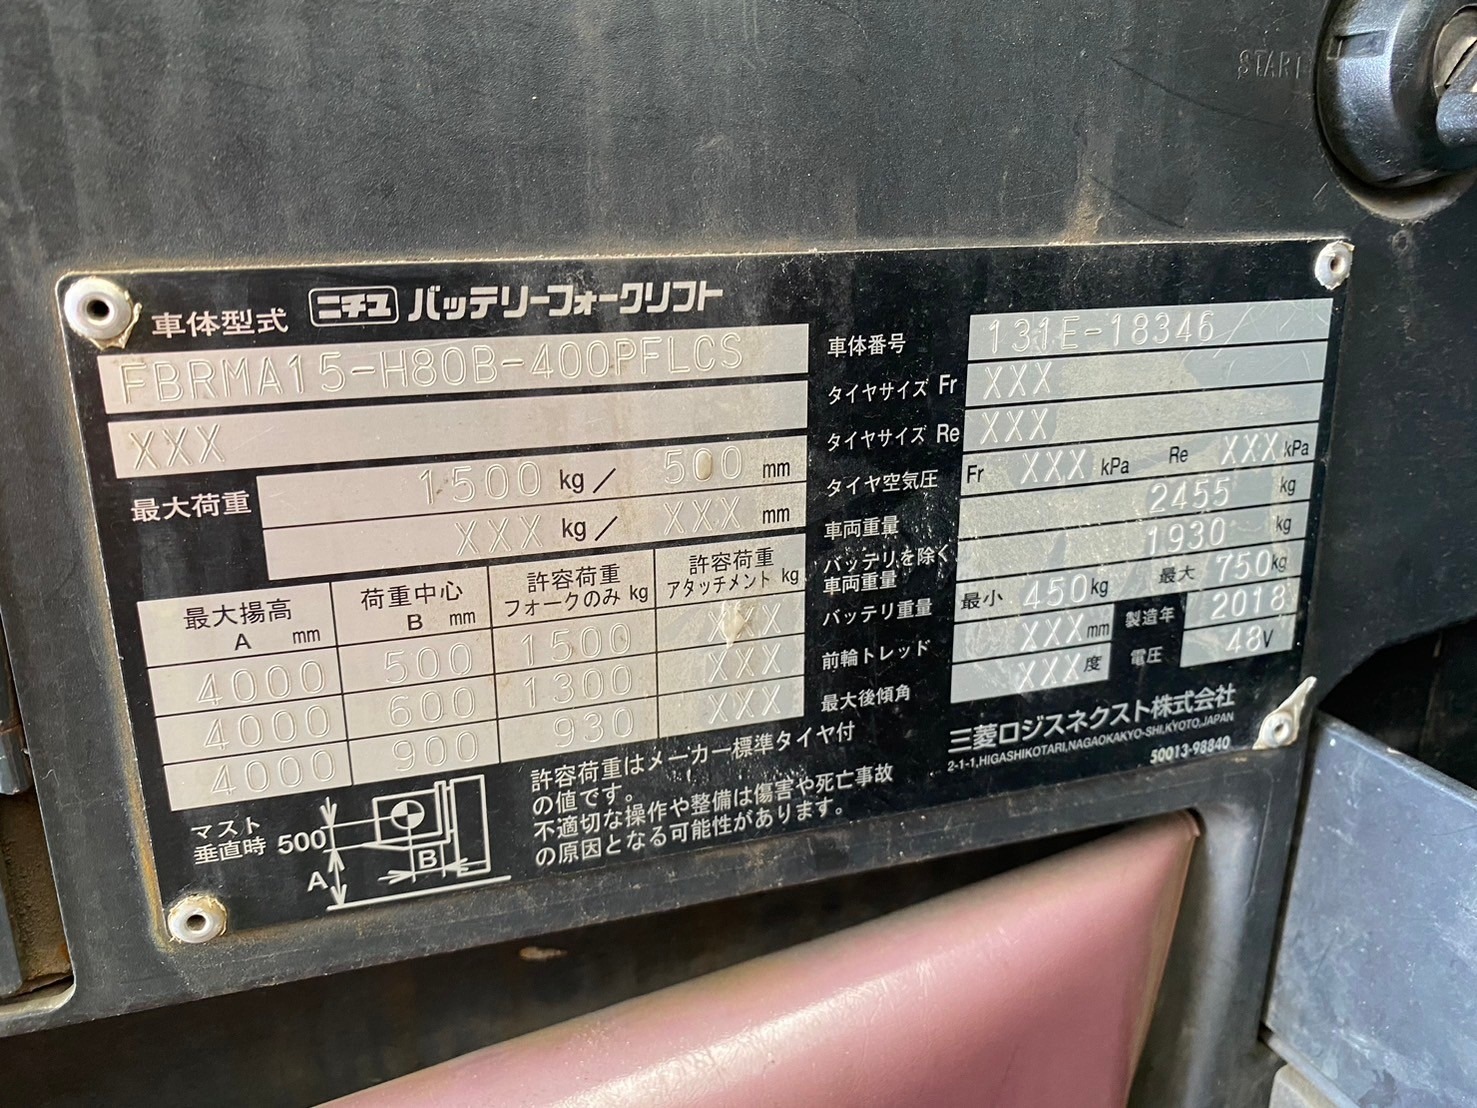 START
車体型式 ニチユ バッテリーフォークリフト
FBRMA15-H80B-400PFLCS
XXX
最大荷重 1500 kg / 500 mm
XXX kg / XXX mm
最大揚高 A mm 荷重中心 B mm 許容荷重 フォークのみ kg 許容荷重 アタッチメント kg
4000 500 1500 XXX
4000 600 1300 XXX
4000 900 930 XXX
マスト
垂直時 500
A B
許容荷重はメーカー標準タイヤ付
の値です。
不適切な操作や整備は傷害や死亡事故
の原因となる可能性があります。
車体番号 131E-18346
タイヤサイズ Fr XXX
タイヤサイズ Re XXX
タイヤ空気圧 Fr XXX kPa Re XXX kPa
車両重量 2455 kg
バッテリを除く
車両重量 1930 kg
バッテリ重量 最小 450 kg 最大 750 kg
前輪トレッド XXX mm 製造年 2018
最大後傾角 XXX 度 電圧 48 V
三菱ロジスネクスト株式会社
2-1-1,HIGASHIKOTARI,NAGAOKAKYO-SHI,KYOTO,JAPAN
50013-98840